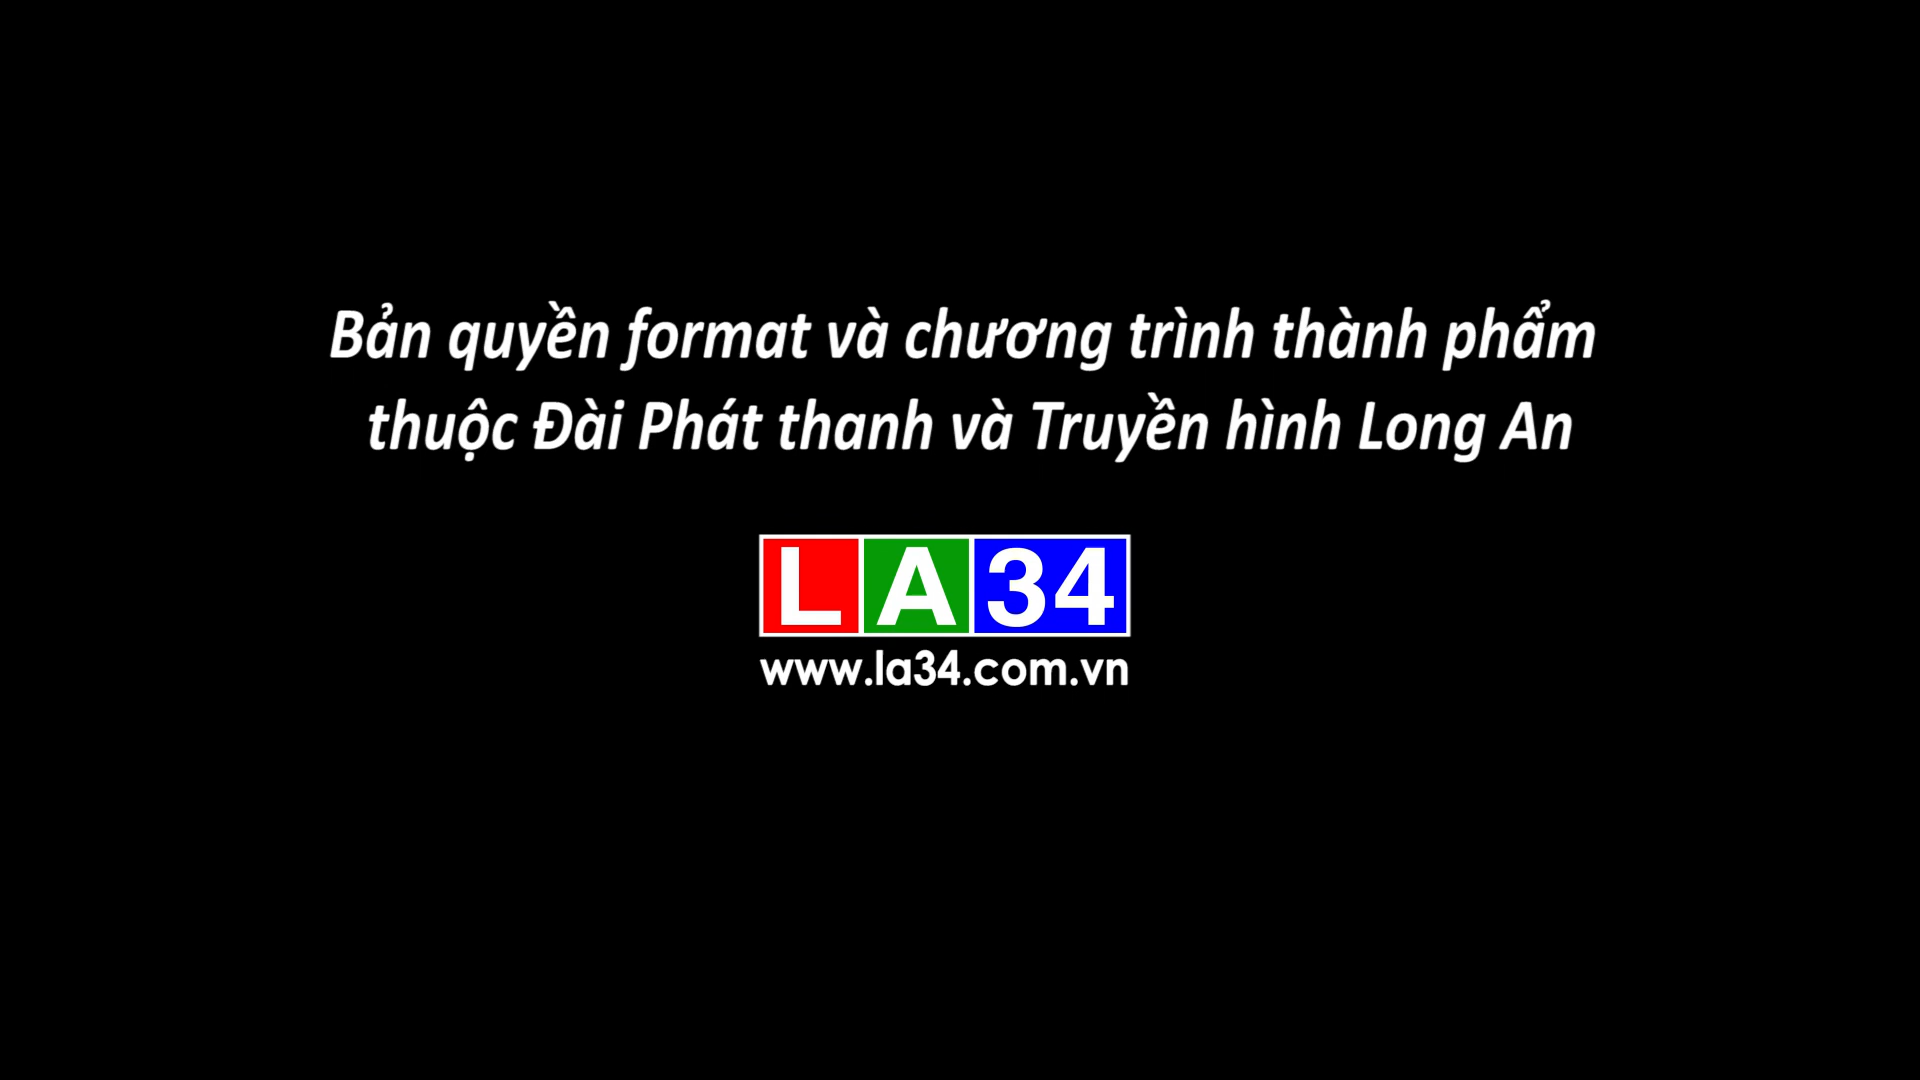 Bản quyền format và chương trình thành phẩm
thuộc Đài Phát thanh và Truyền hình Long An
LA34
www.la34.com.vn